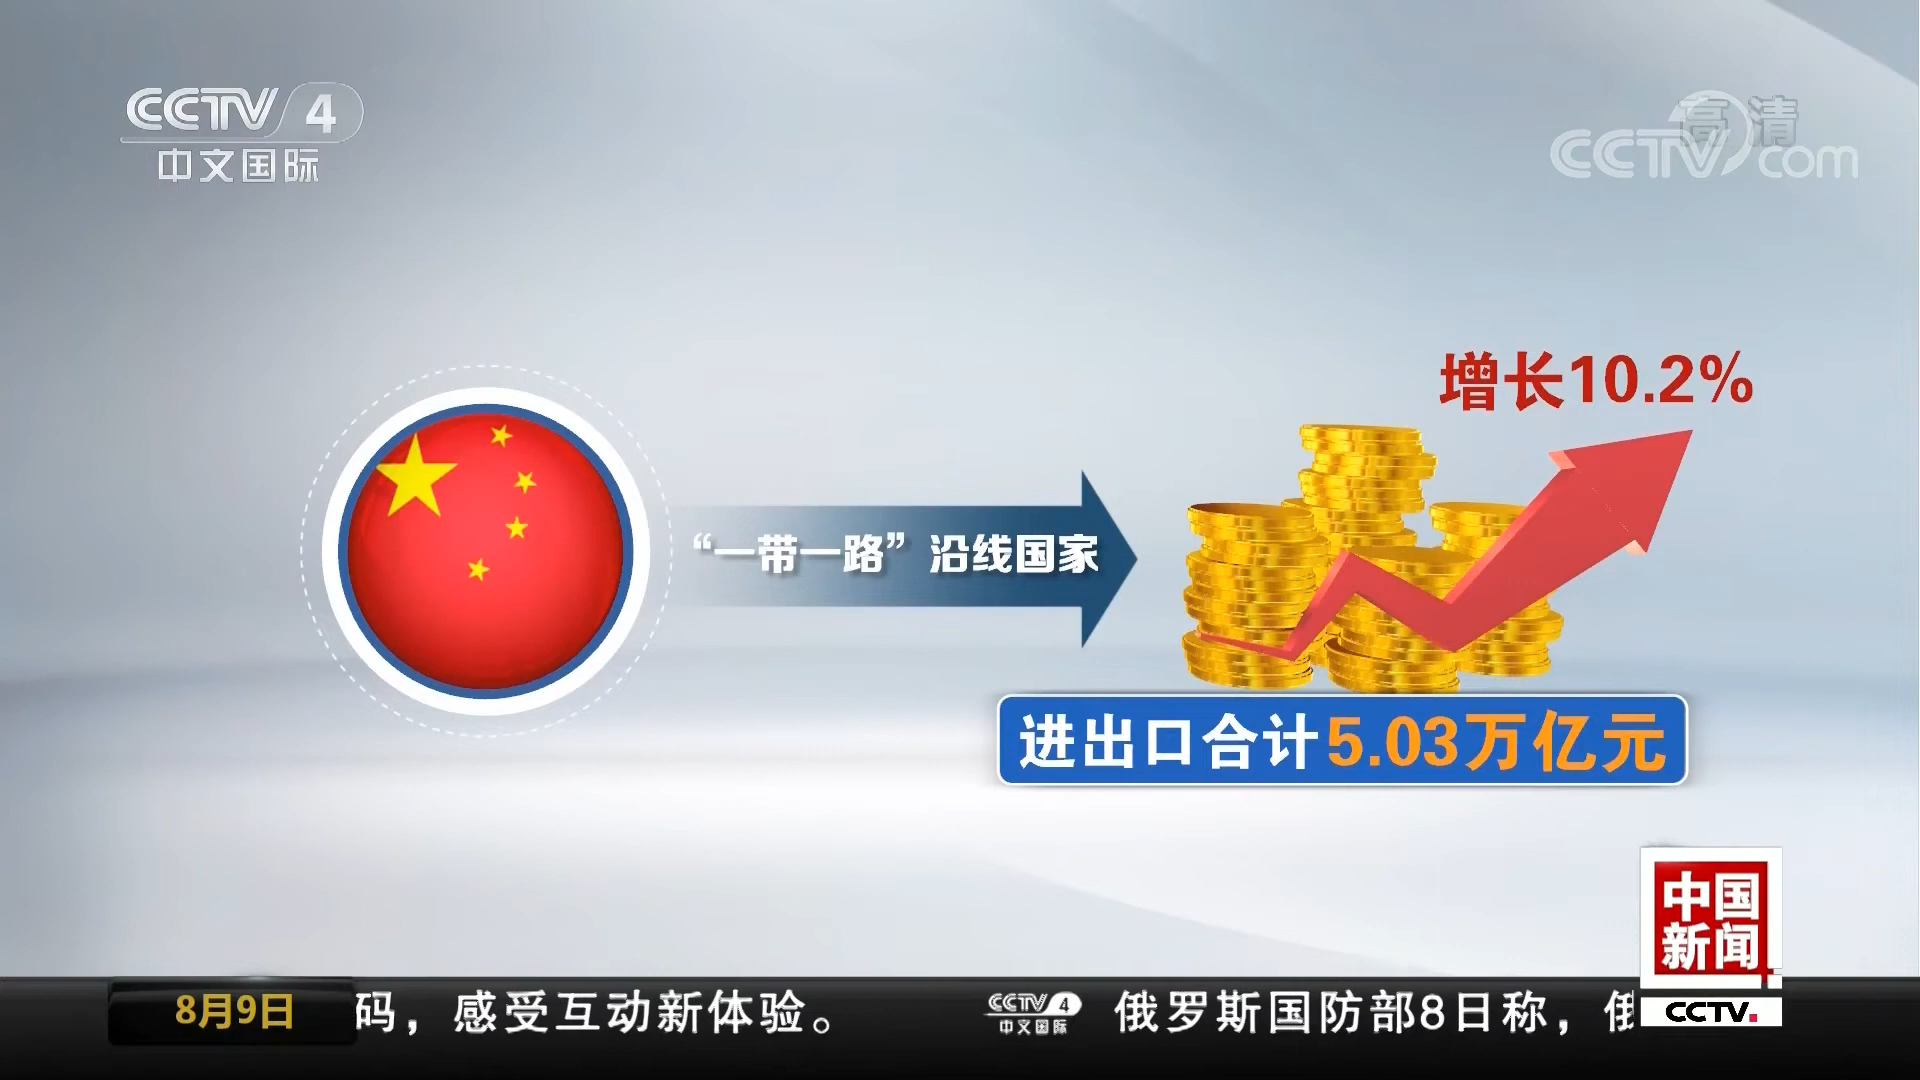 CCTV 4
中文国际
高清
CCTV com
增长10.2%
“一带一路”沿线国家
进出口合计5.03万亿元
中国
新闻
CCTV.
8月9日
码，感受互动新体验。
CCTV 4
中文国际
俄罗斯国防部8日称，